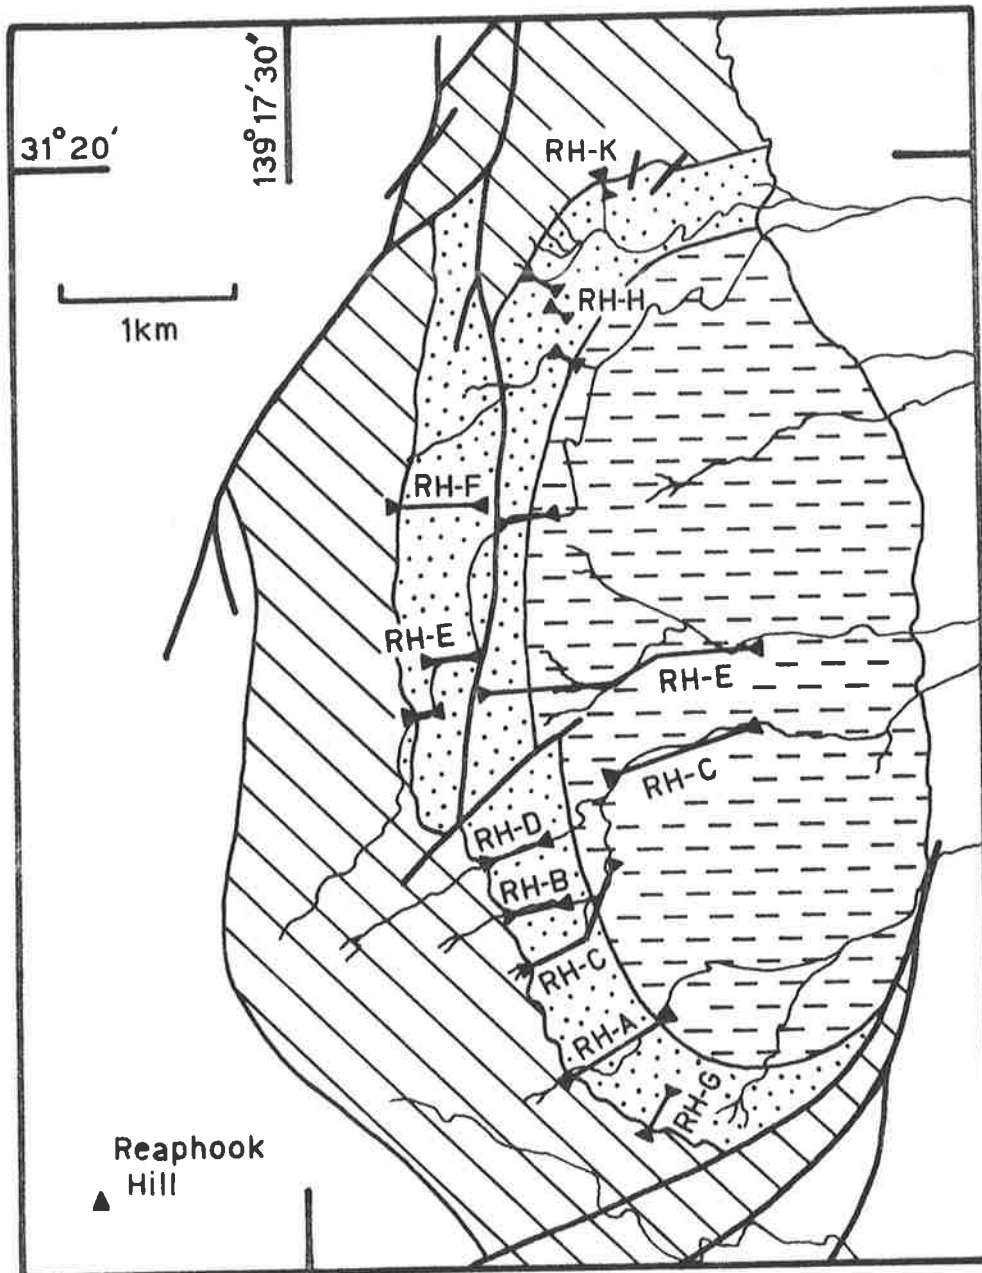 139°17'30"
31°20'
RH-K
1km
RH-H
RH-F
RH-E
RH-E
RH-C
RH-D
RH-B
RH-C
RH-A
RH-G
Reaphook
Hill